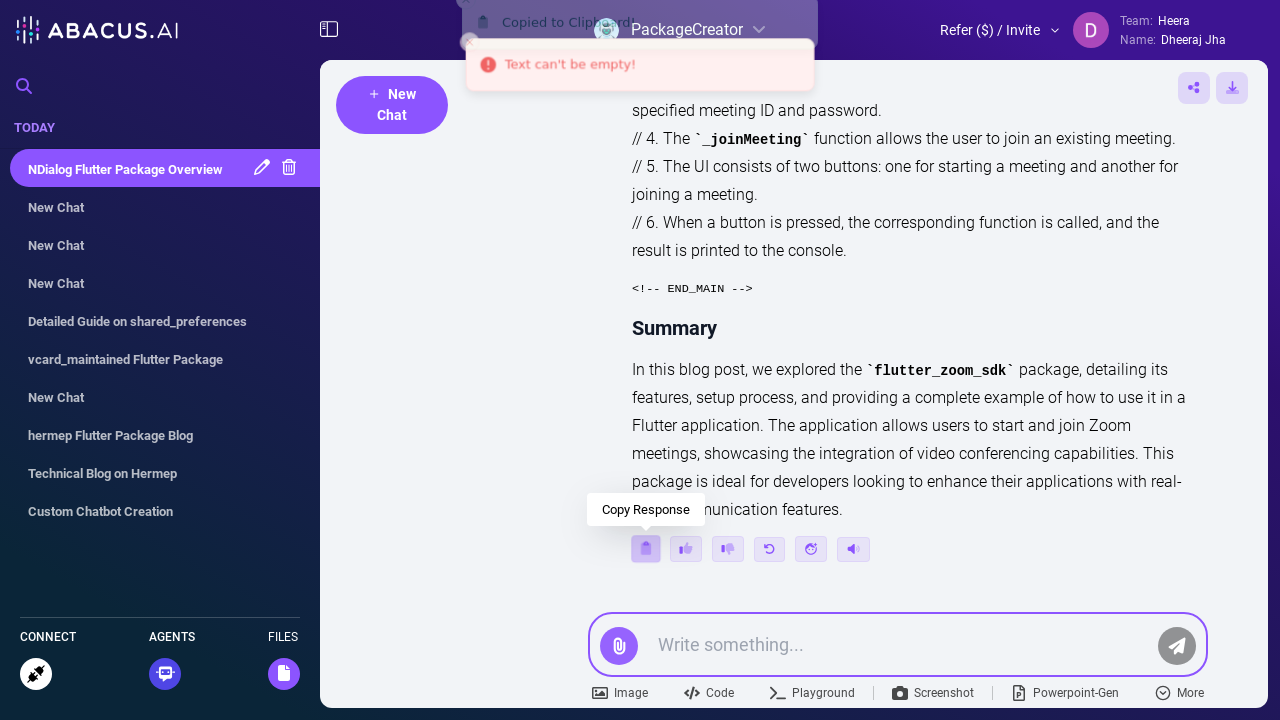 ABACUS.AI
Copied to Clipboard!
PackageCreator
Refer ($) / Invite
D
Team: Heera
Name: Dheeraj Jha
Text can't be empty!
TODAY
NDialog Flutter Package Overview
New Chat
New Chat
New Chat
Detailed Guide on shared_preferences
vcard_maintained Flutter Package
New Chat
hermep Flutter Package Blog
Technical Blog on Hermep
Custom Chatbot Creation
CONNECT
AGENTS
FILES
+ New
Chat
specified meeting ID and password.
// 4. The `_joinMeeting` function allows the user to join an existing meeting.
// 5. The UI consists of two buttons: one for starting a meeting and another for
joining a meeting.
// 6. When a button is pressed, the corresponding function is called, and the
result is printed to the console.
<!-- END_MAIN -->
Summary
In this blog post, we explored the `flutter_zoom_sdk` package, detailing its
features, setup process, and providing a complete example of how to use it in a
Flutter application. The application allows users to start and join Zoom
meetings, showcasing the integration of video conferencing capabilities. This
package is ideal for developers looking to enhance their applications with real-
munication features.
Copy Response
Write something...
Image
Code
Playground
Screenshot
Powerpoint-Gen
More